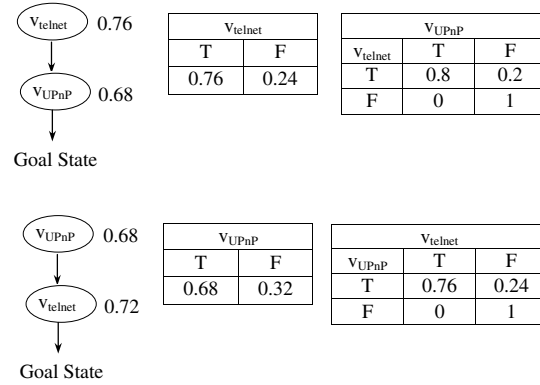 v_telnet 0.76
v_UPnP 0.68
Goal State
v_telnet
T F
0.76 0.24
v_UPnP
v_telnet T F
T 0.8 0.2
F 0 1
v_UPnP 0.68
v_telnet 0.72
Goal State
v_UPnP
T F
0.68 0.32
v_telnet
v_UPnP T F
T 0.76 0.24
F 0 1